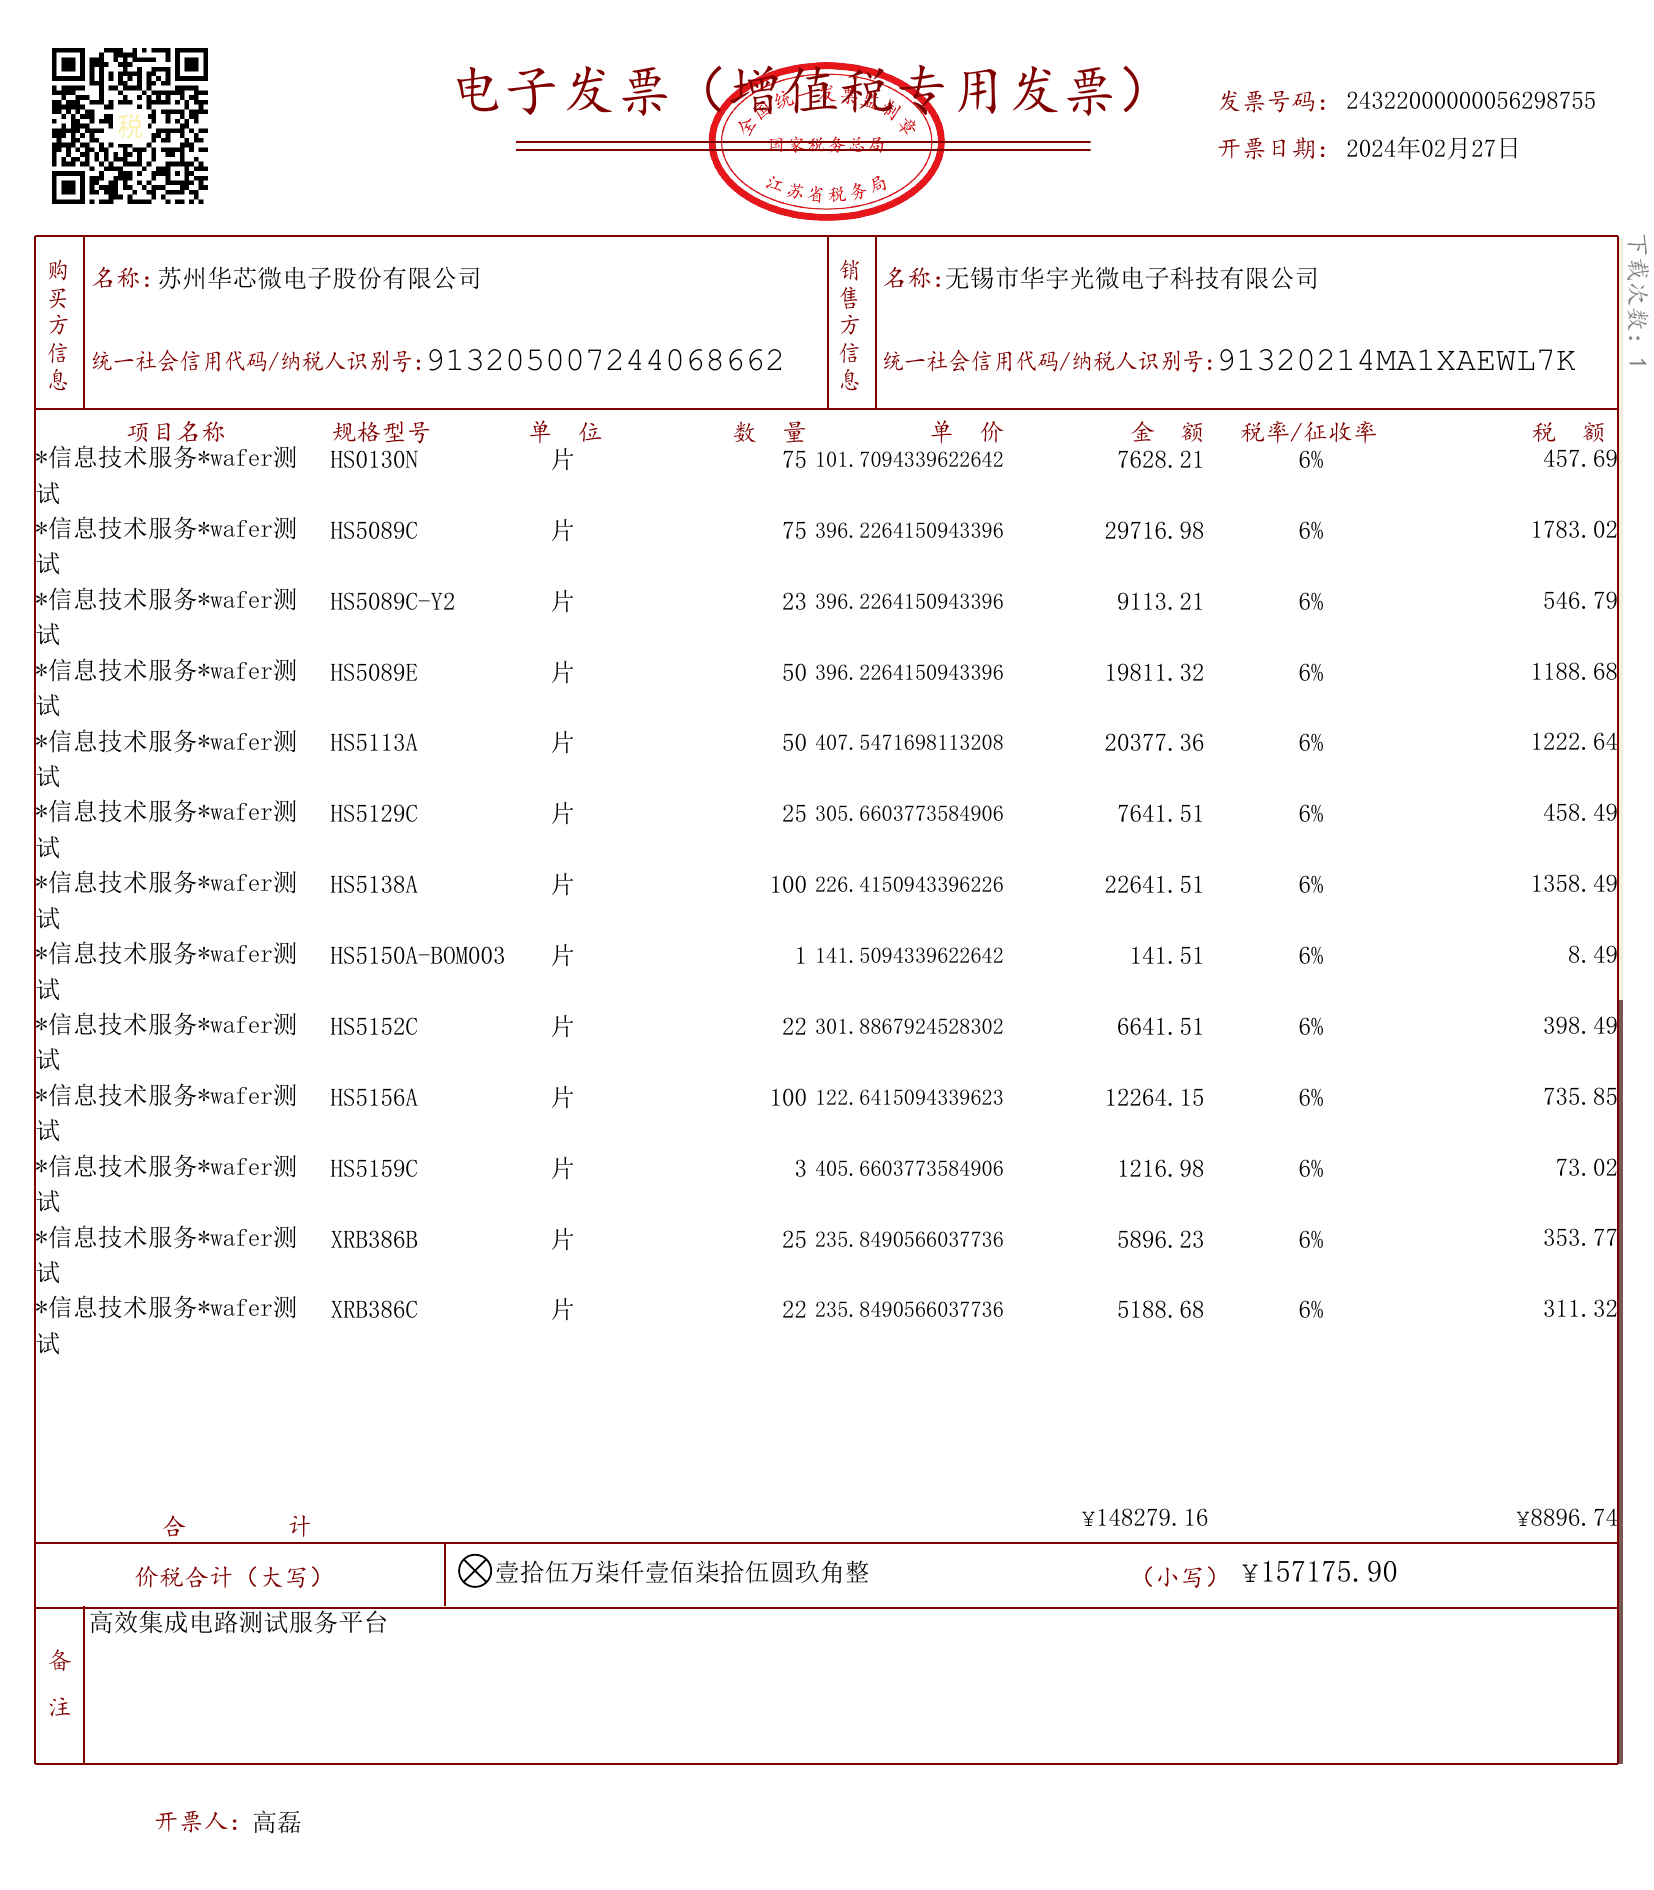 电子发票（增值税专用发票）
全国统一发票监制章
国家税务总局
江苏省税务局
税
发票号码：24322000000056298755
开票日期：2024年02月27日
下载次数：1
购买方信息
名称：苏州华芯微电子股份有限公司
统一社会信用代码/纳税人识别号：913205007244068662
销售方信息
名称：无锡市华宇光微电子科技有限公司
统一社会信用代码/纳税人识别号：91320214MA1XAEWL7K
项目名称 规格型号 单位 数量 单价 金额 税率/征收率 税额
*信息技术服务*wafer测 HS0130N 片 75 101.7094339622642 7628.21 6% 457.69
试
*信息技术服务*wafer测 HS5089C 片 75 396.2264150943396 29716.98 6% 1783.02
试
*信息技术服务*wafer测 HS5089C-Y2 片 23 396.2264150943396 9113.21 6% 546.79
试
*信息技术服务*wafer测 HS5089E 片 50 396.2264150943396 19811.32 6% 1188.68
试
*信息技术服务*wafer测 HS5113A 片 50 407.5471698113208 20377.36 6% 1222.64
试
*信息技术服务*wafer测 HS5129C 片 25 305.6603773584906 7641.51 6% 458.49
试
*信息技术服务*wafer测 HS5138A 片 100 226.4150943396226 22641.51 6% 1358.49
试
*信息技术服务*wafer测 HS5150A-BOM003 片 1 141.5094339622642 141.51 6% 8.49
试
*信息技术服务*wafer测 HS5152C 片 22 301.8867924528302 6641.51 6% 398.49
试
*信息技术服务*wafer测 HS5156A 片 100 122.6415094339623 12264.15 6% 735.85
试
*信息技术服务*wafer测 HS5159C 片 3 405.6603773584906 1216.98 6% 73.02
试
*信息技术服务*wafer测 XRB386B 片 25 235.8490566037736 5896.23 6% 353.77
试
*信息技术服务*wafer测 XRB386C 片 22 235.8490566037736 5188.68 6% 311.32
试
合计 ¥148279.16 ¥8896.74
价税合计（大写） ⊗壹拾伍万柒仟壹佰柒拾伍圆玖角整 （小写）¥157175.90
备注
高效集成电路测试服务平台
开票人：高磊